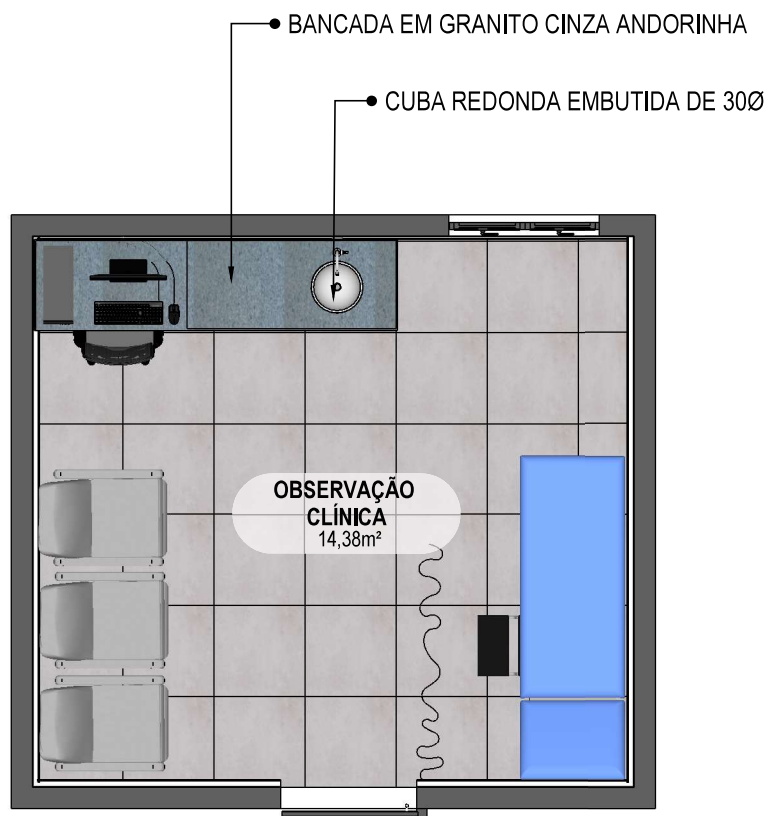 BANCADA EM GRANITO CINZA ANDORINHA
CUBA REDONDA EMBUTIDA DE 30Ø
OBSERVAÇÃO
CLÍNICA
14,38m²